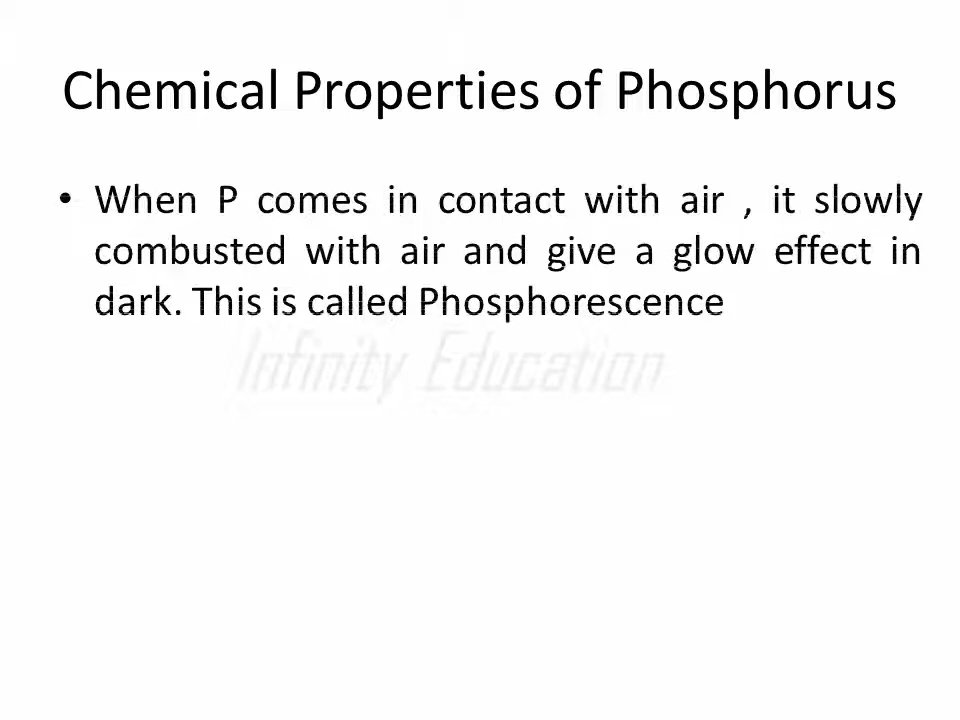 Chemical Properties of Phosphorus
• When P comes in contact with air , it slowly
combusted with air and give a glow effect in
dark. This is called Phosphorescence
Infinity Education